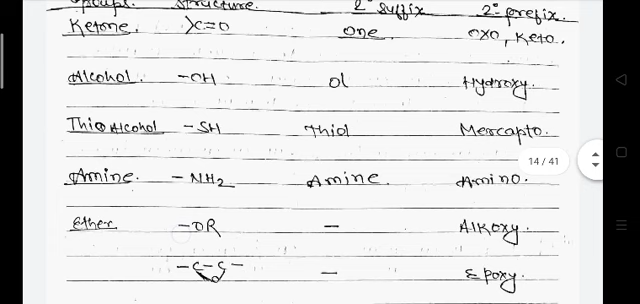 Groups. Structure. 2° suffix 2° prefix.
Ketone. >C=O One oxo, Keto.
Alcohol. -OH ol Hydroxy.
Thio Alcohol -SH Thiol Mercapto.
14 / 41
Amine. -NH2 Amine. Amino.
Ether -OR - Alkoxy.
-C-C- - Epoxy.
O